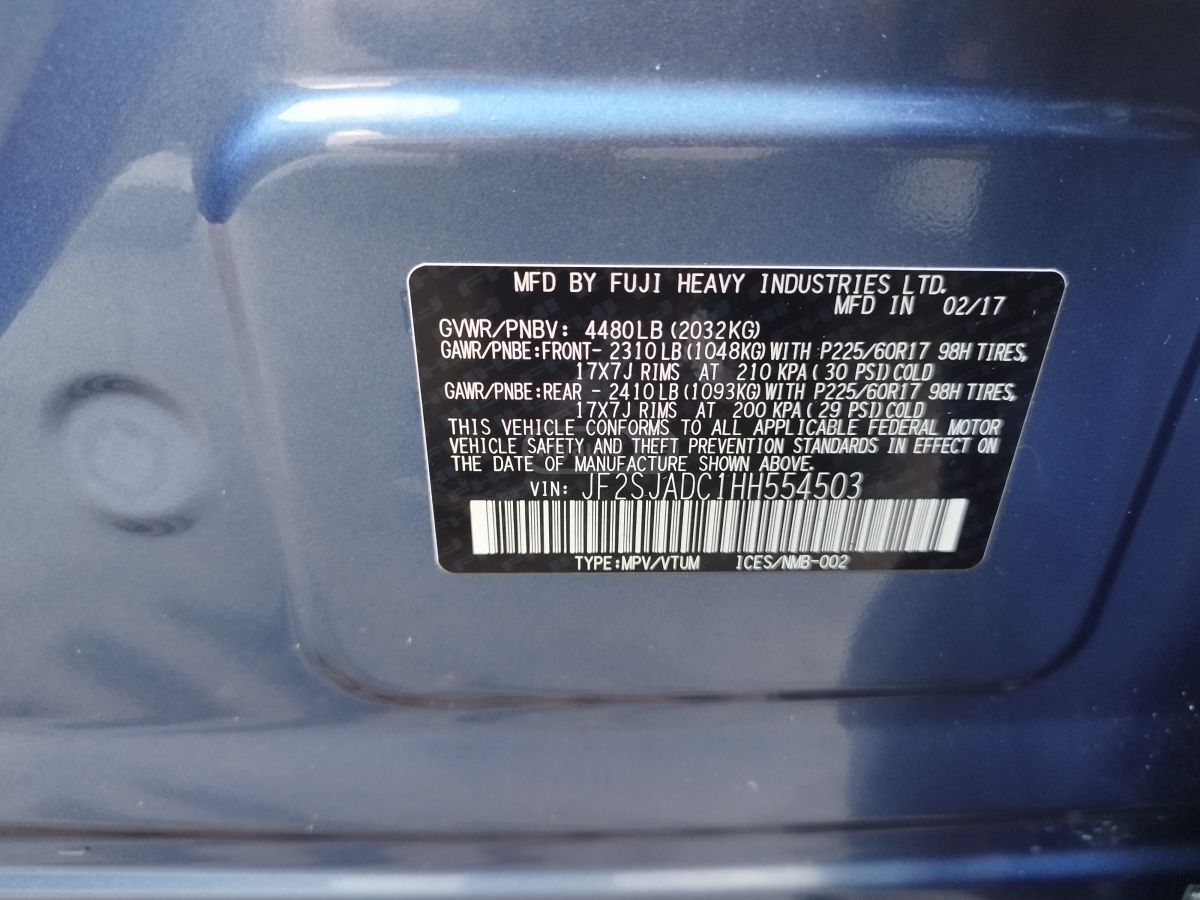 MFD BY FUJI HEAVY INDUSTRIES LTD.
MFD IN 02/17
GVWR/PNBV: 4480LB (2032KG)
GAWR/PNBE:FRONT- 2310LB (1048KG) WITH P225/60R17 98H TIRES,
17X7J RIMS AT 210 KPA (30 PSI) COLD
GAWR/PNBE:REAR - 2410LB (1093KG) WITH P225/60R17 98H TIRES,
17X7J RIMS AT 200 KPA (29 PSI) COLD
THIS VEHICLE CONFORMS TO ALL APPLICABLE FEDERAL MOTOR
VEHICLE SAFETY AND THEFT PREVENTION STANDARDS IN EFFECT ON
THE DATE OF MANUFACTURE SHOWN ABOVE.
VIN: JF2SJADC1HH554503
TYPE:MPV/VTUM ICES/NMB-002